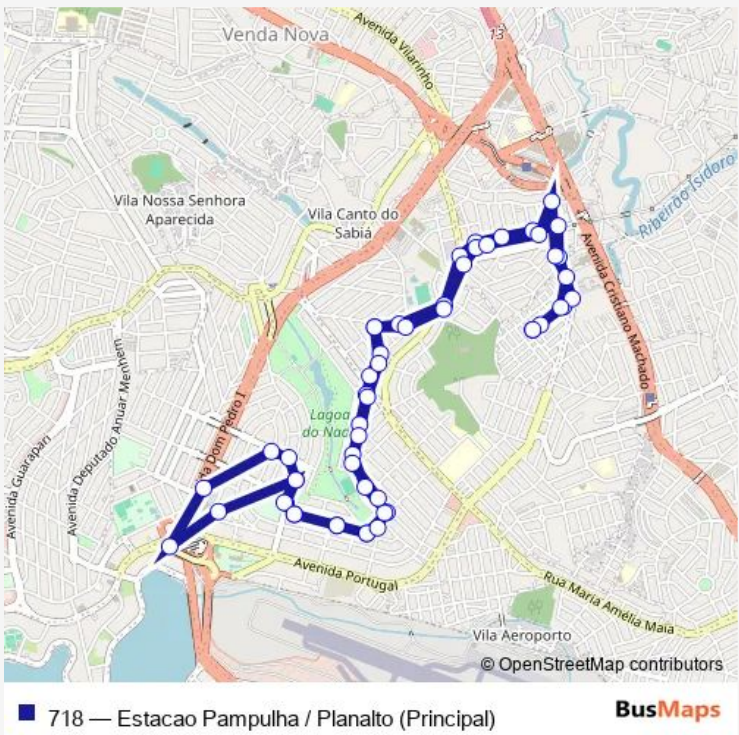 Venda Nova
Avenida Vilarinho
13
Vila Nossa Senhora
Aparecida
Vila Canto do
Sabiá
Ribeirão Isidoro
Avenida Cristiano Machado
Avenida Deputado Anuar Menhem
Avenida Guarapari
da Dom Pedro I
Lagoa
do Nac
Avenida Portugal
Rua Maria Amélia Maia
Vila Aeroporto
© OpenStreetMap contributors
718 — Estacao Pampulha / Planalto (Principal)
BusMaps